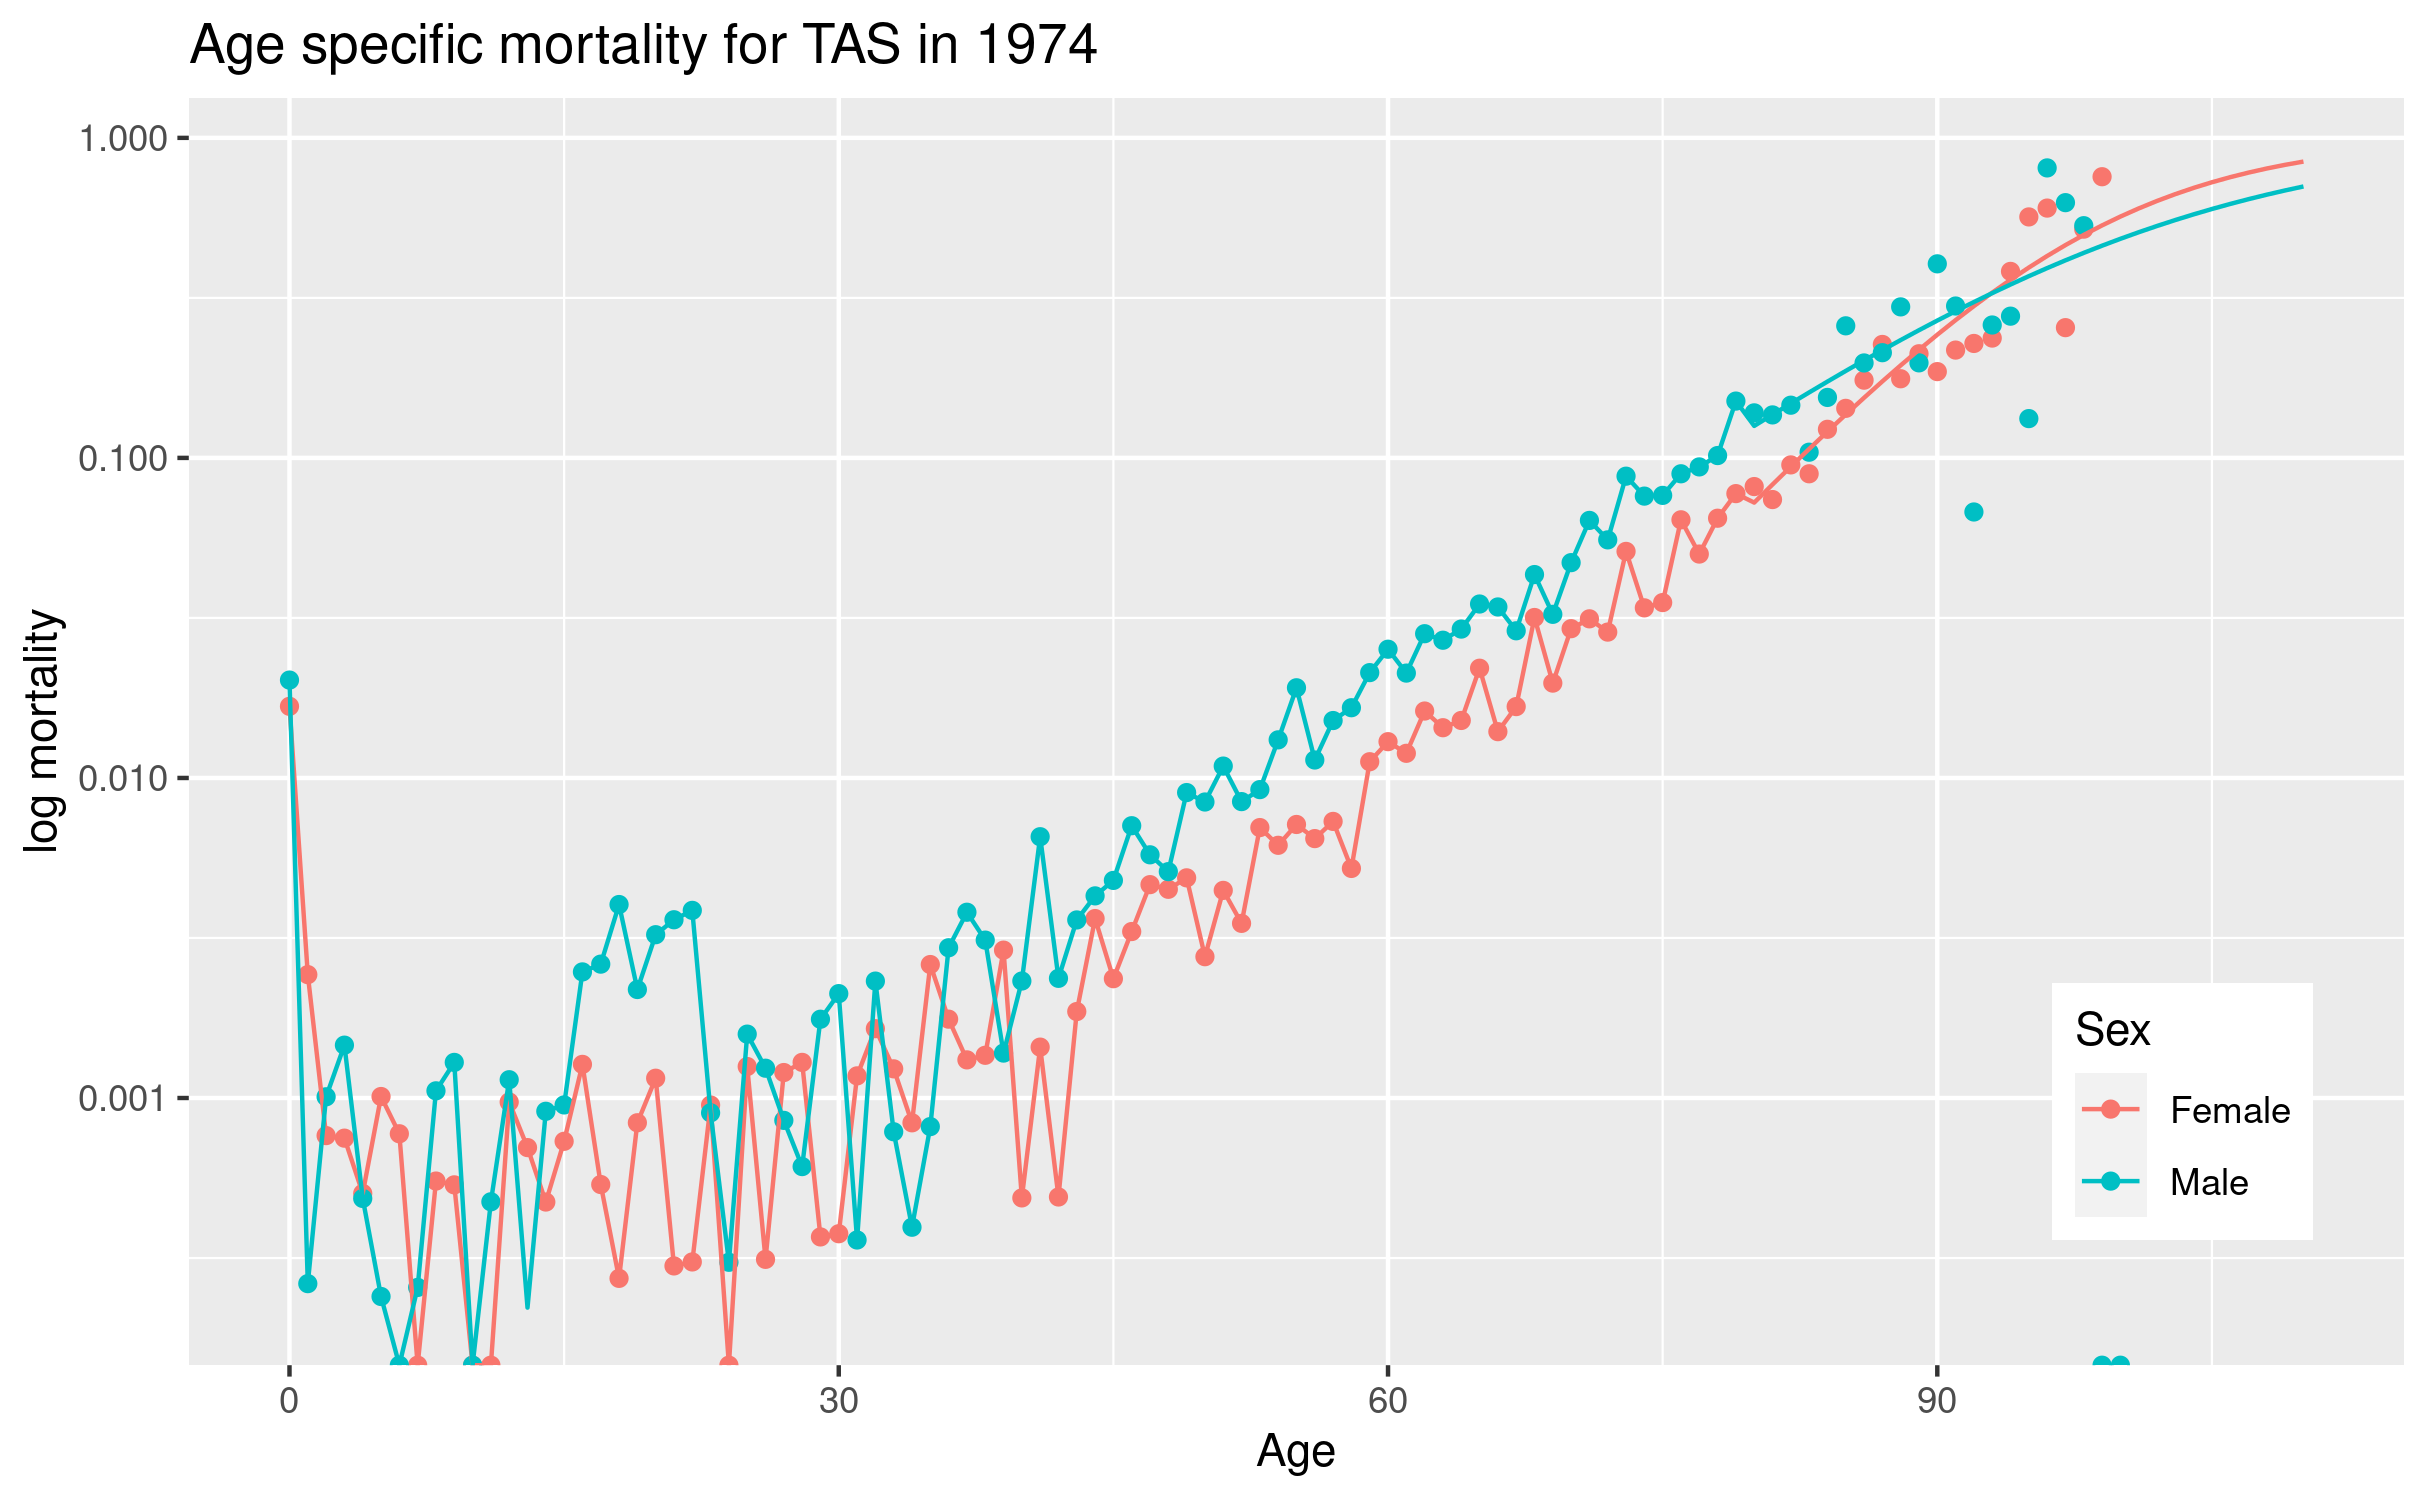 Age specific mortality for TAS in 1974
log mortality
1.000
0.100
0.010
0.001
0 30 60 90
Age
Sex
Female
Male